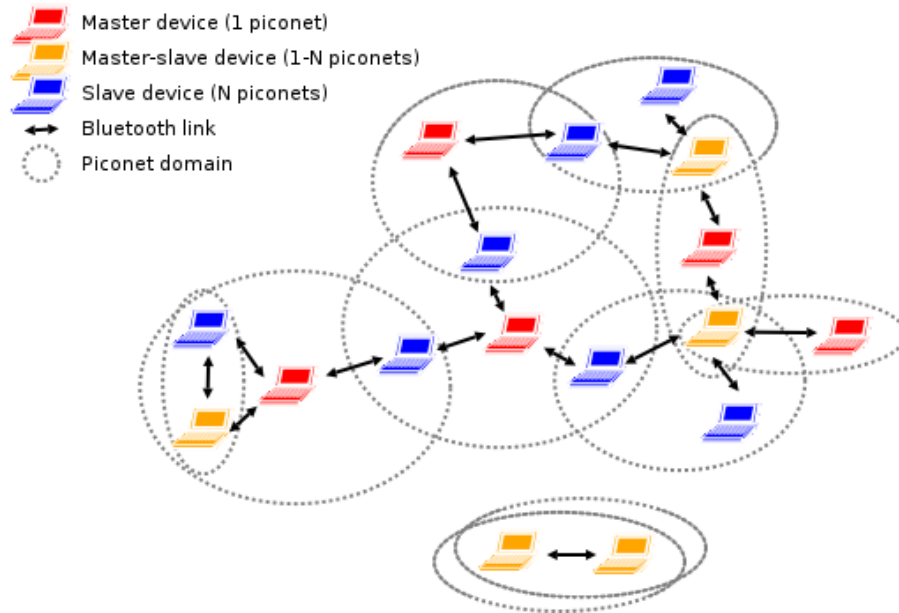 Master device (1 piconet)
Master-slave device (1-N piconets)
Slave device (N piconets)
Bluetooth link
Piconet domain